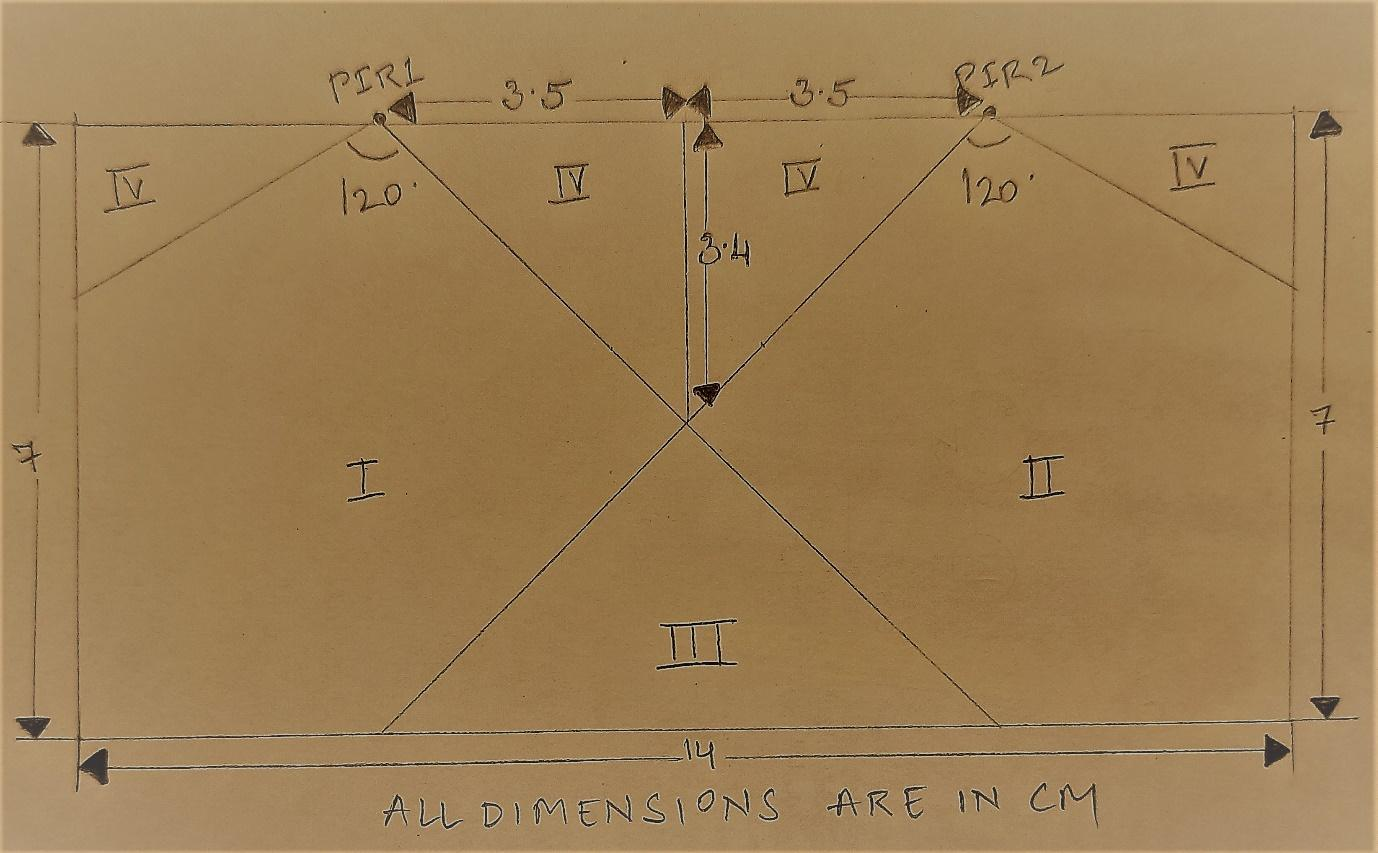 PIR1 3.5 3.5 PIR2
IV IV IV IV
120° 120°
3.4
7 7
I II
III
14
ALL DIMENSIONS ARE IN CM